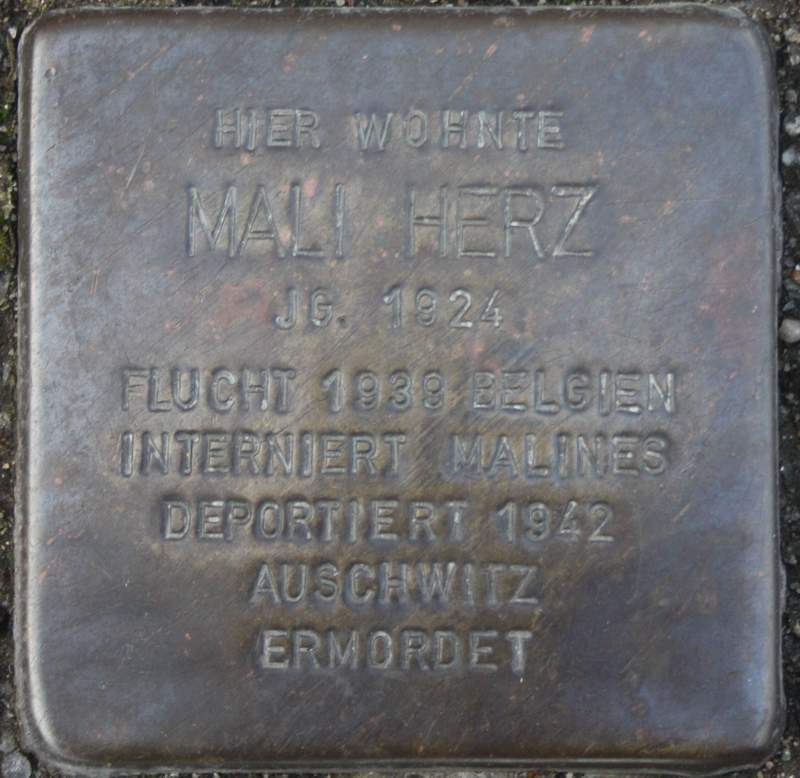 HIER WOHNTE
MALI HERZ
JG. 1924
FLUCHT 1939 BELGIEN
INTERNIERT MALINES
DEPORTIERT 1942
AUSCHWITZ
ERMORDET